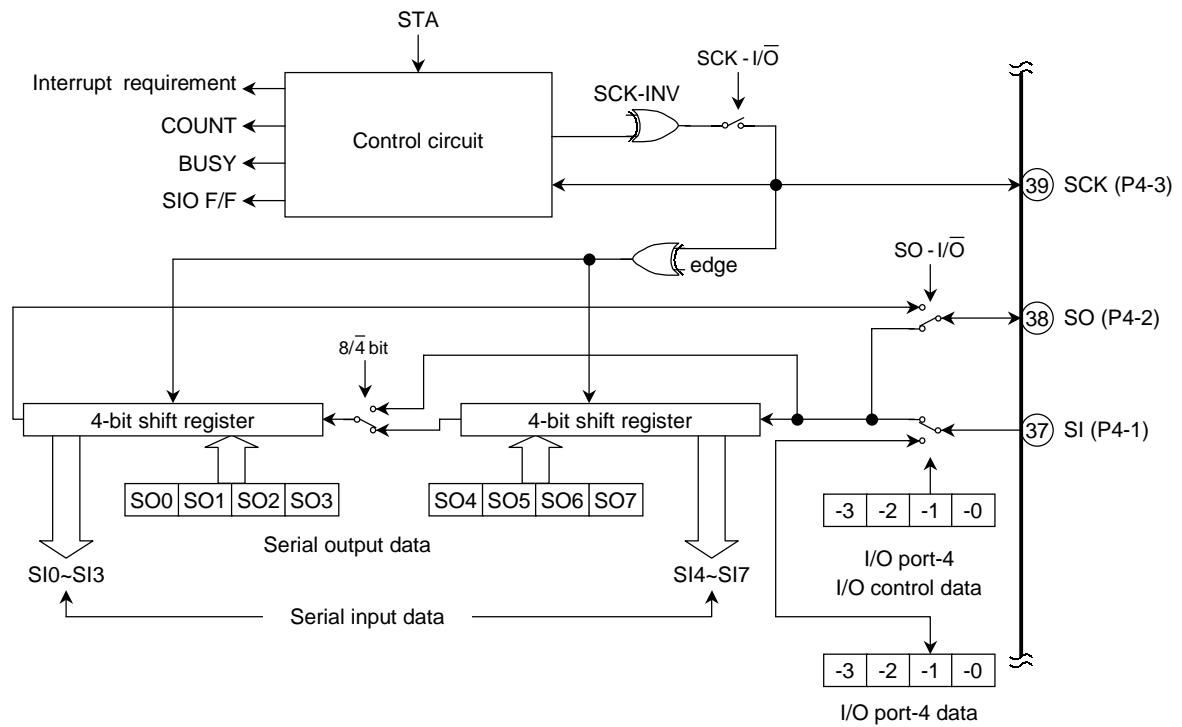 STA
SCK - I/O̅
Interrupt requirement
SCK-INV
COUNT
Control circuit
BUSY
SIO F/F
39 SCK (P4-3)
edge
SO - I/O̅
38 SO (P4-2)
8/4̅ bit
4-bit shift register
4-bit shift register
37 SI (P4-1)
SO0 SO1 SO2 SO3
SO4 SO5 SO6 SO7
-3 -2 -1 -0
Serial output data
I/O port-4
I/O control data
SI0~SI3
SI4~SI7
Serial input data
-3 -2 -1 -0
I/O port-4 data